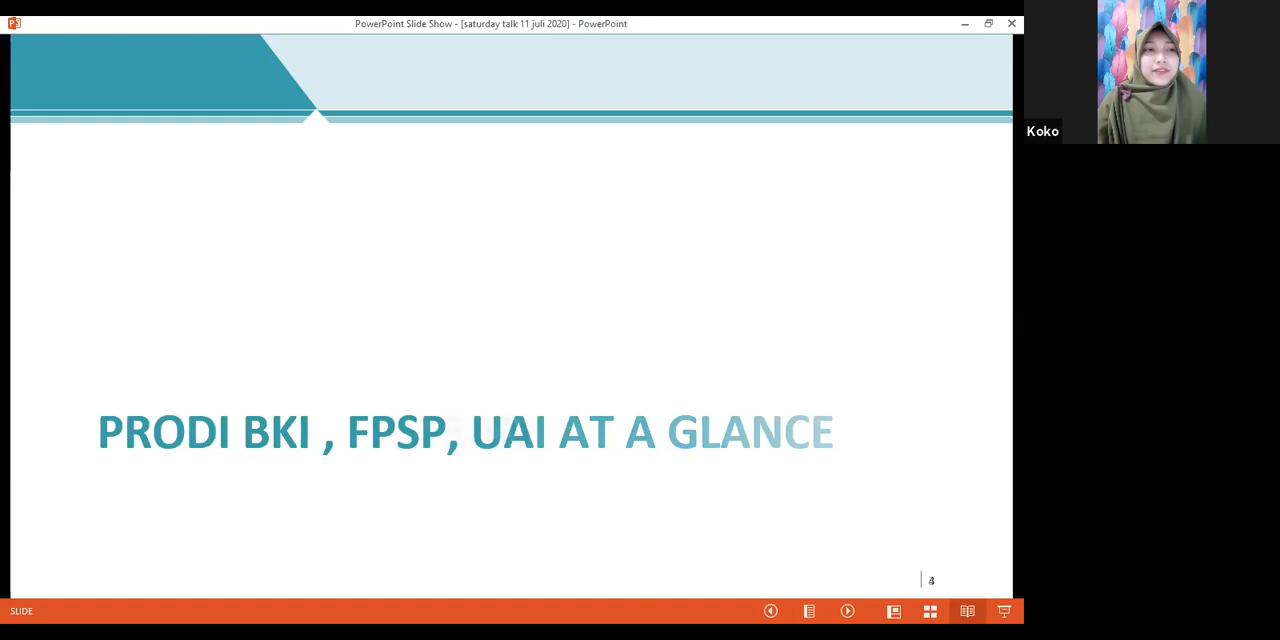 PowerPoint Slide Show - [saturday talk 11 juli 2020] - PowerPoint
Koko
PRODI BKI , FPSP, UAI AT A GLANCE
SLIDE